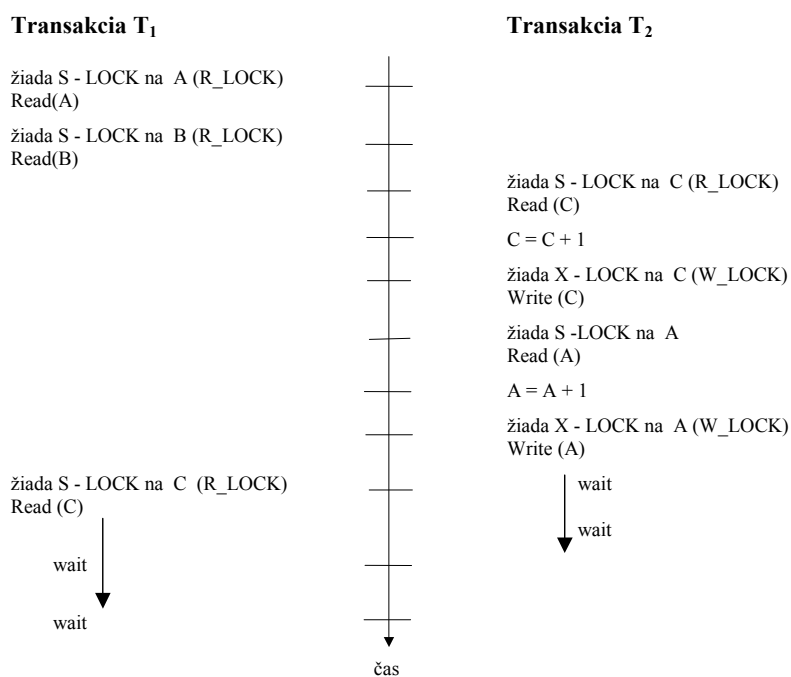 Transakcia T1
Transakcia T2
žiada S - LOCK na A (R_LOCK)
Read(A)
žiada S - LOCK na B (R_LOCK)
Read(B)
žiada S - LOCK na C (R_LOCK)
Read (C)
C = C + 1
žiada X - LOCK na C (W_LOCK)
Write (C)
žiada S -LOCK na A
Read (A)
A = A + 1
žiada X - LOCK na A (W_LOCK)
Write (A)
žiada S - LOCK na C (R_LOCK)
Read (C)
wait
wait
wait
wait
čas